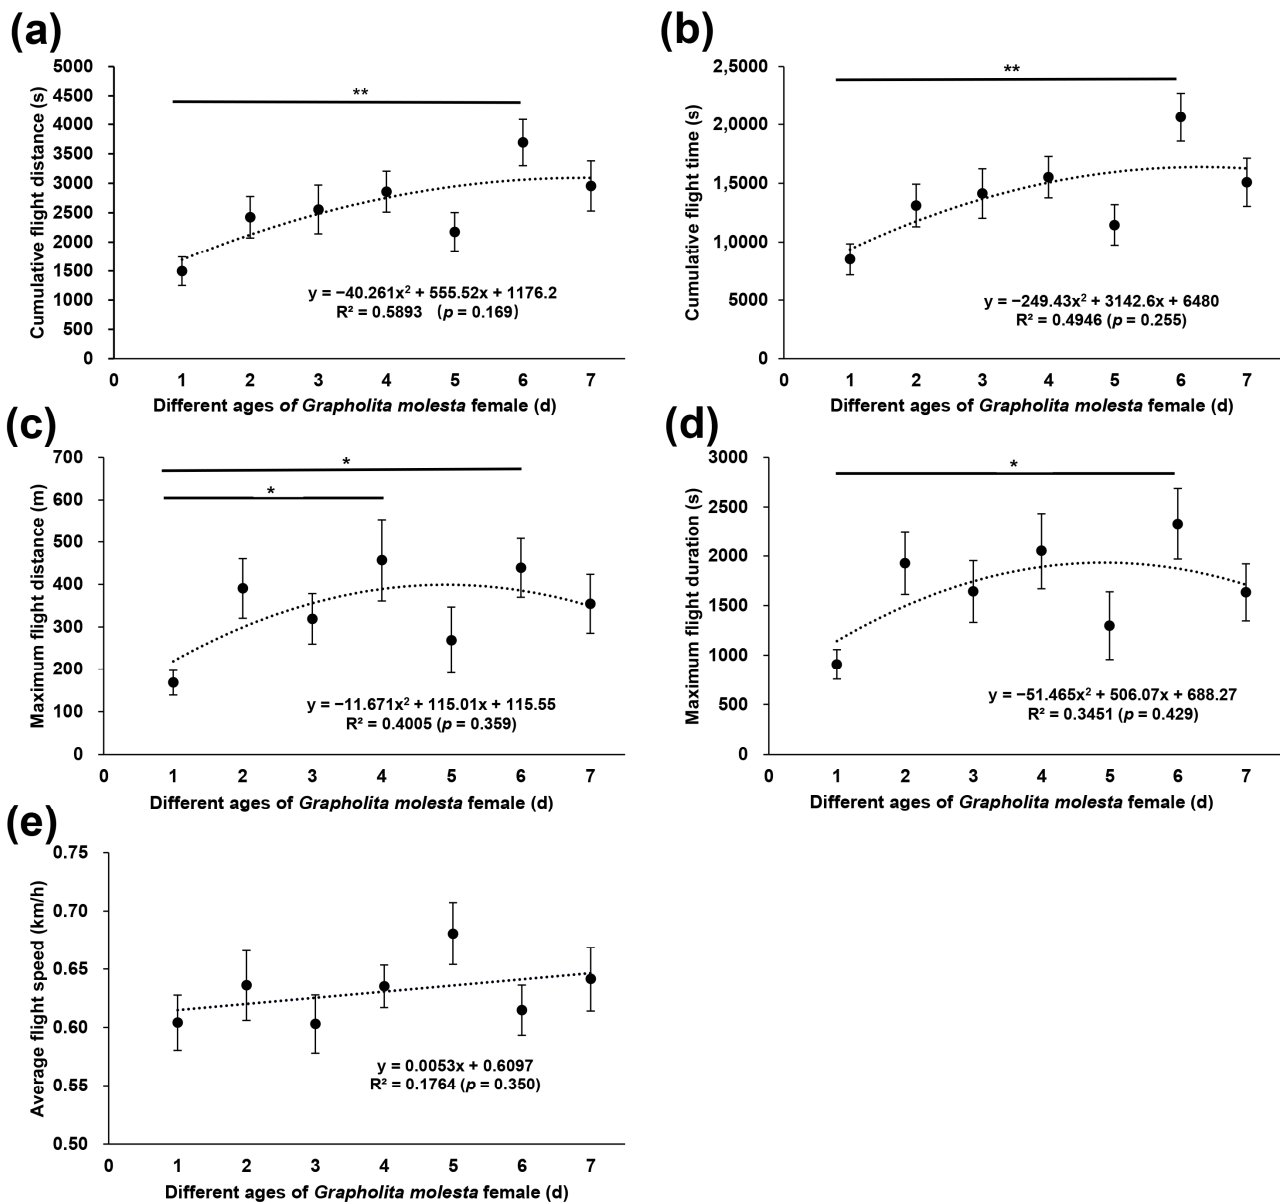 (a)
5000
4500
4000
3500
3000
2500
2000
1500
1000
500
0
Cumulative flight distance (s)
**
y = −40.261x² + 555.52x + 1176.2
R² = 0.5893 (p = 0.169)
0 1 2 3 4 5 6 7
Different ages of Grapholita molesta female (d)
(b)
2,5000
2,0000
1,5000
1,0000
5000
0
Cumulative flight time (s)
**
y = −249.43x² + 3142.6x + 6480
R² = 0.4946 (p = 0.255)
0 1 2 3 4 5 6 7
Different ages of Grapholita molesta female (d)
(c)
700
600
500
400
300
200
100
0
Maximum flight distance (m)
*
*
y = −11.671x² + 115.01x + 115.55
R² = 0.4005 (p = 0.359)
0 1 2 3 4 5 6 7
Different ages of Grapholita molesta female (d)
(d)
3000
2500
2000
1500
1000
500
0
Maximum flight duration (s)
*
y = −51.465x² + 506.07x + 688.27
R² = 0.3451 (p = 0.429)
0 1 2 3 4 5 6 7
Different ages of Grapholita molesta female (d)
(e)
0.75
0.70
0.65
0.60
0.55
0.50
Average flight speed (km/h)
y = 0.0053x + 0.6097
R² = 0.1764 (p = 0.350)
0 1 2 3 4 5 6 7
Different ages of Grapholita molesta female (d)